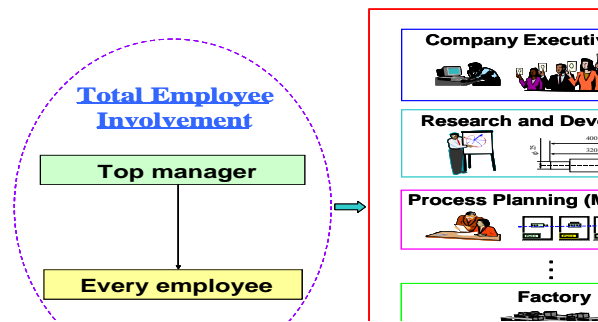 Total Employee
Involvement
Top manager
Every employee
Company Executiv
Research and Deve
400
320
Process Planning (M
Factory